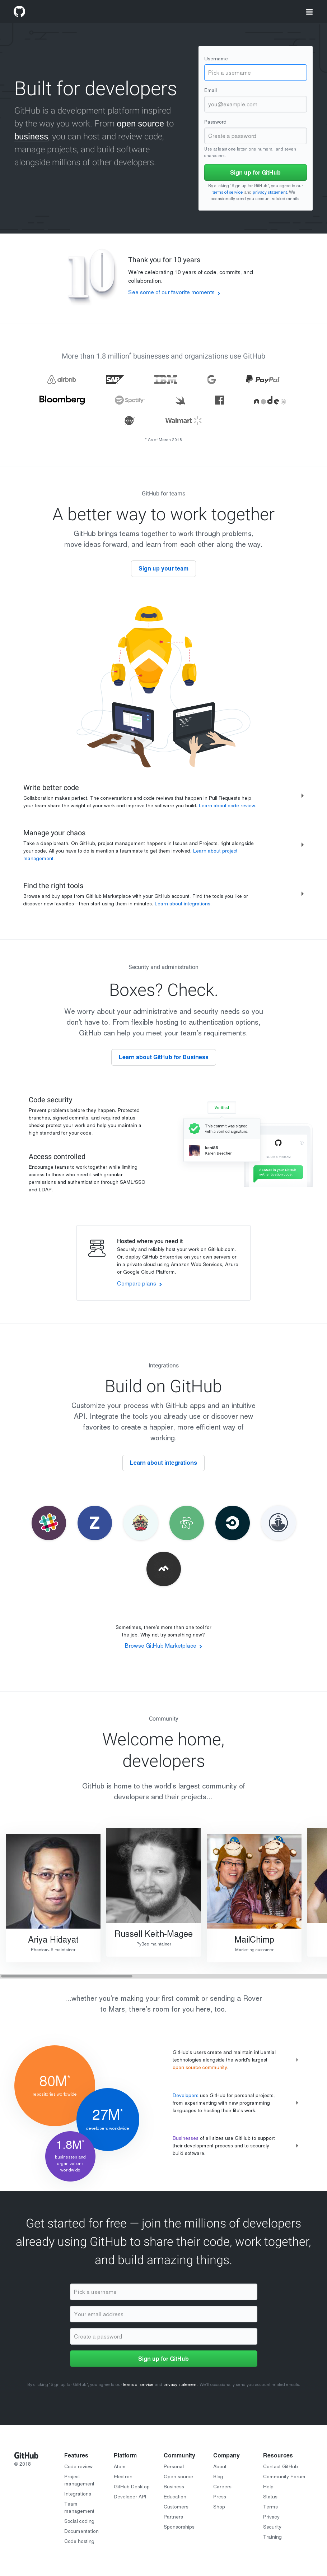 Built for developers
GitHub is a development platform inspired
by the way you work. From open source to
business, you can host and review code,
manage projects, and build software
alongside millions of other developers.
Username
Pick a username
Email
you@example.com
Password
Create a password
Use at least one letter, one numeral, and seven
characters.
Sign up for GitHub
By clicking "Sign up for GitHub", you agree to our
terms of service and privacy statement. We'll
occasionally send you account related emails.
10
Thank you for 10 years
We're celebrating 10 years of code, commits, and
collaboration.
See some of our favorite moments
More than 1.8 million* businesses and organizations use GitHub
airbnb
SAP
IBM
G
PayPal
Bloomberg
Spotify
node
NASA
Walmart
* As of March 2018
GitHub for teams
A better way to work together
GitHub brings teams together to work through problems,
move ideas forward, and learn from each other along the way.
Sign up your team
Write better code
Collaboration makes perfect. The conversations and code reviews that happen in Pull Requests help
your team share the weight of your work and improve the software you build. Learn about code review.
Manage your chaos
Take a deep breath. On GitHub, project management happens in Issues and Projects, right alongside
your code. All you have to do is mention a teammate to get them involved. Learn about project
management.
Find the right tools
Browse and buy apps from GitHub Marketplace with your GitHub account. Find the tools you like or
discover new favorites—then start using them in minutes. Learn about integrations.
Security and administration
Boxes? Check.
We worry about your administrative and security needs so you
don't have to. From flexible hosting to authentication options,
GitHub can help you meet your team's requirements.
Learn about GitHub for Business
Code security
Prevent problems before they happen. Protected
branches, signed commits, and required status
checks protect your work and help you maintain a
high standard for your code.
Access controlled
Encourage teams to work together while limiting
access to those who need it with granular
permissions and authentication through SAML/SSO
and LDAP.
Verified
This commit was signed
with a verified signature.
Karen Beecher
Hosted where you need it
Securely and reliably host your work on GitHub.com.
Or, deploy GitHub Enterprise on your own servers or
in a private cloud using Amazon Web Services, Azure
or Google Cloud Platform.
Compare plans
Integrations
Build on GitHub
Customize your process with GitHub apps and an intuitive
API. Integrate the tools you already use or discover new
favorites to create a happier, more efficient way of
working.
Learn about integrations
Z
Sometimes, there's more than one tool for
the job. Why not try something new?
Browse GitHub Marketplace
Community
Welcome home,
developers
GitHub is home to the world's largest community of
developers and their projects...
Ariya Hidayat
PhantomJS maintainer
Russell Keith-Magee
PyBee maintainer
MailChimp
Marketing customer
...whether you're making your first commit or sending a Rover
to Mars, there's room for you here, too.
80M*
repositories worldwide
27M*
developers worldwide
1.8M*
businesses and
organizations
worldwide
GitHub's users create and maintain influential
technologies alongside the world's largest
open source community.
Developers use GitHub for personal projects,
from experimenting with new programming
languages to hosting their life's work.
Businesses of all sizes use GitHub to support
their development process and to securely
build software.
Get started for free — join the millions of developers
already using GitHub to share their code, work together,
and build amazing things.
Pick a username
Your email address
Create a password
Sign up for GitHub
By clicking "Sign up for GitHub", you agree to our terms of service and privacy statement. We'll occasionally send you account related emails.
GitHub
© 2018
Features
Code review
Project
management
Integrations
Team
management
Social coding
Documentation
Code hosting
Platform
Atom
Electron
GitHub Desktop
Developer API
Community
Personal
Open source
Business
Education
Customers
Partners
Sponsorships
Company
About
Blog
Careers
Press
Shop
Resources
Contact GitHub
Community Forum
Help
Status
Terms
Privacy
Security
Training